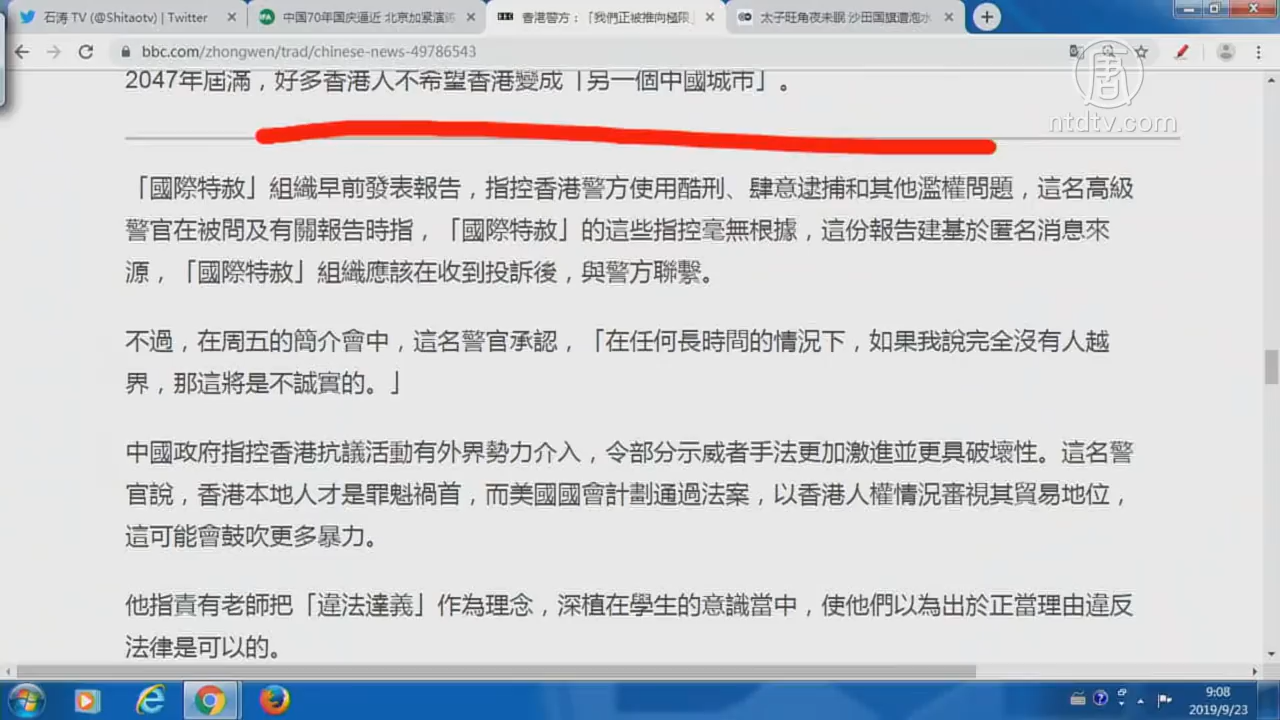 石涛 TV (@Shitaotv) | Twitter
中国70年国庆逼近 北京加紧演
香港警方：「我們正被推向極限
太子旺角夜未眠 沙田国旗遭泡水
bbc.com/zhongwen/trad/chinese-news-49786543
唐
ntdtv.com
2047年屆滿，好多香港人不希望香港變成「另一個中國城市」。
「國際特赦」組織早前發表報告，指控香港警方使用酷刑、肆意逮捕和其他濫權問題，這名高級
警官在被問及有關報告時指，「國際特赦」的這些指控毫無根據，這份報告建基於匿名消息來
源，「國際特赦」組織應該在收到投訴後，與警方聯繫。
不過，在周五的簡介會中，這名警官承認，「在任何長時間的情況下，如果我說完全沒有人越
界，那這將是不誠實的。」
中國政府指控香港抗議活動有外界勢力介入，令部分示威者手法更加激進並更具破壞性。這名警
官說，香港本地人才是罪魁禍首，而美國國會計劃通過法案，以香港人權情況審視其貿易地位，
這可能會鼓吹更多暴力。
他指責有老師把「違法達義」作為理念，深植在學生的意識當中，使他們以為出於正當理由違反
法律是可以的。
9:08
2019/9/23